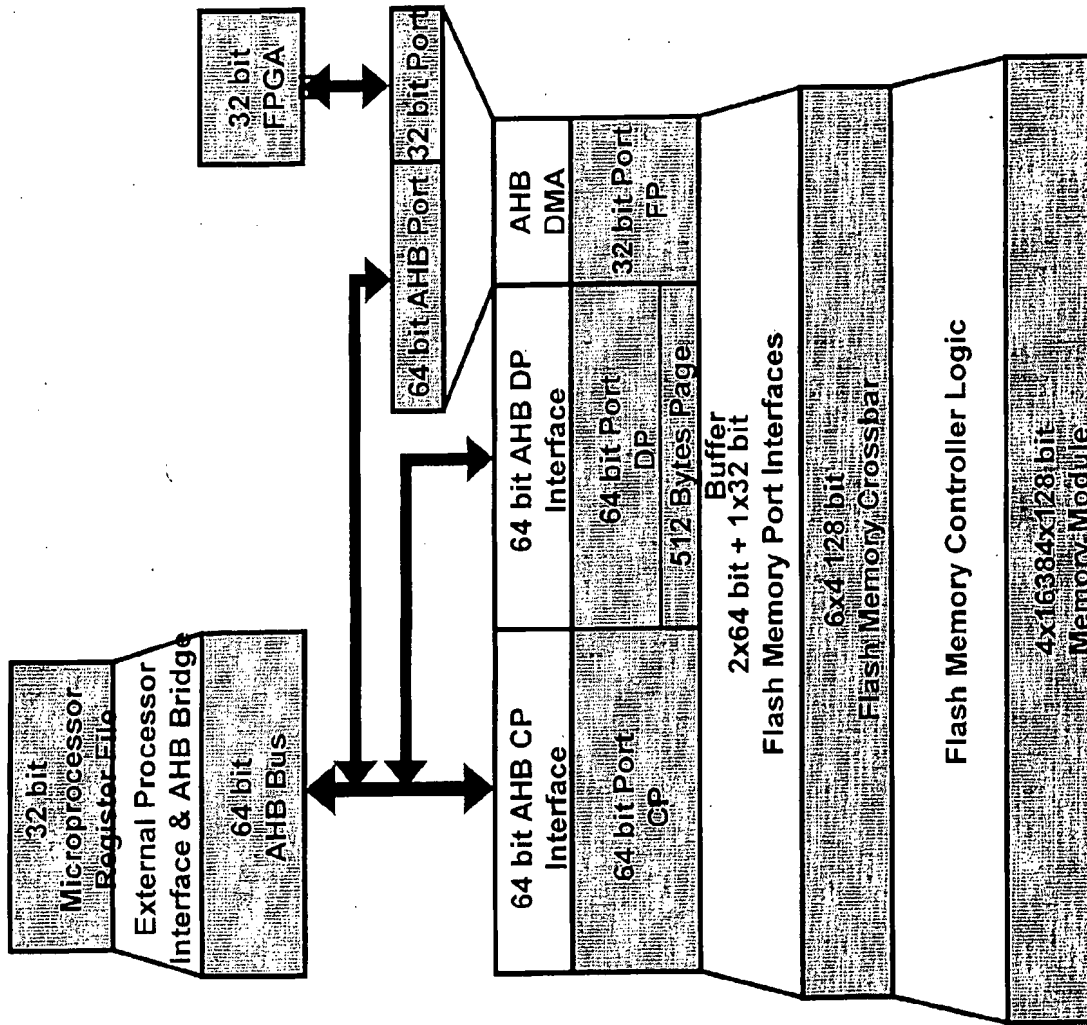 32 bit
Microprocessor
Register File
External Processor
Interface & AHB Bridge
64 bit
AHB Bus
32 bit
FPGA
64 bit AHB Port
32 bit Port
64 bit AHB CP
Interface
64 bit AHB DP
Interface
AHB
DMA
64 bit Port
CP
64 bit Port
DP
512 Bytes Page
Buffer
32 bit Port
FP
2x64 bit + 1x32 bit
Flash Memory Port Interfaces
6x4 128 bit
Flash Memory Crossbar
Flash Memory Controller Logic
4x16384x128 bit
Memory Module